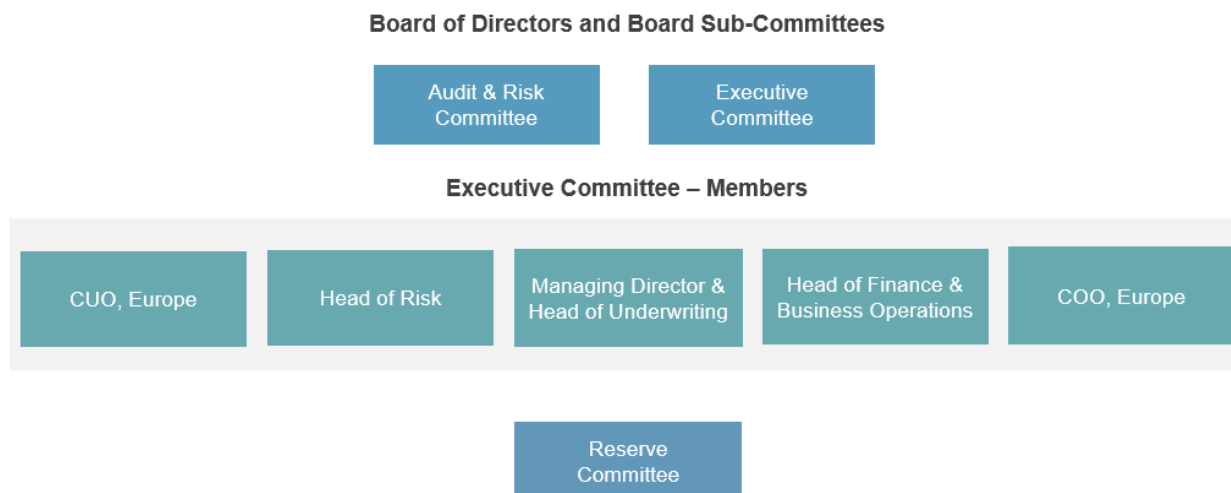 Board of Directors and Board Sub-Committees
Audit & Risk
Committee
Executive
Committee
Executive Committee – Members
CUO, Europe
Head of Risk
Managing Director &
Head of Underwriting
Head of Finance &
Business Operations
COO, Europe
Reserve
Committee